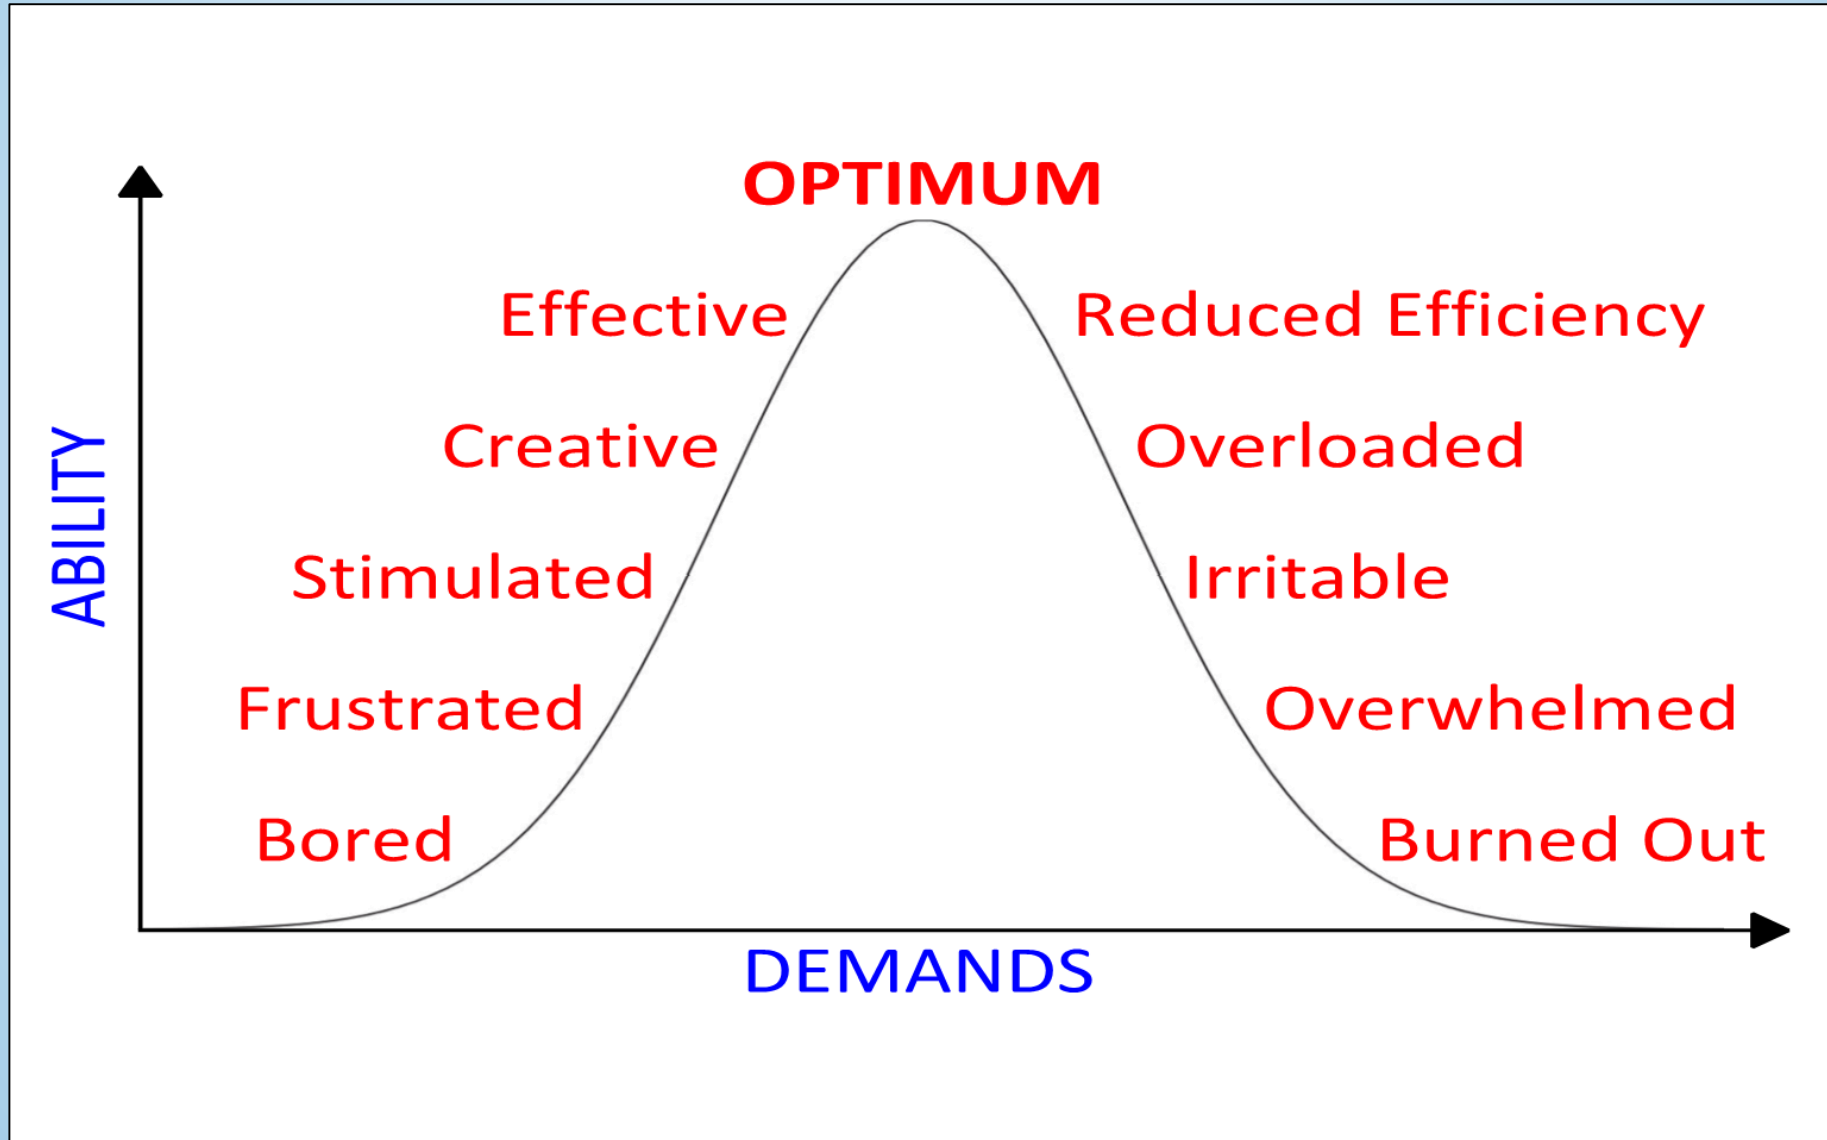 OPTIMUM
Effective
Reduced Efficiency
Creative
Overloaded
Stimulated
Irritable
Frustrated
Overwhelmed
Bored
Burned Out
ABILITY
DEMANDS